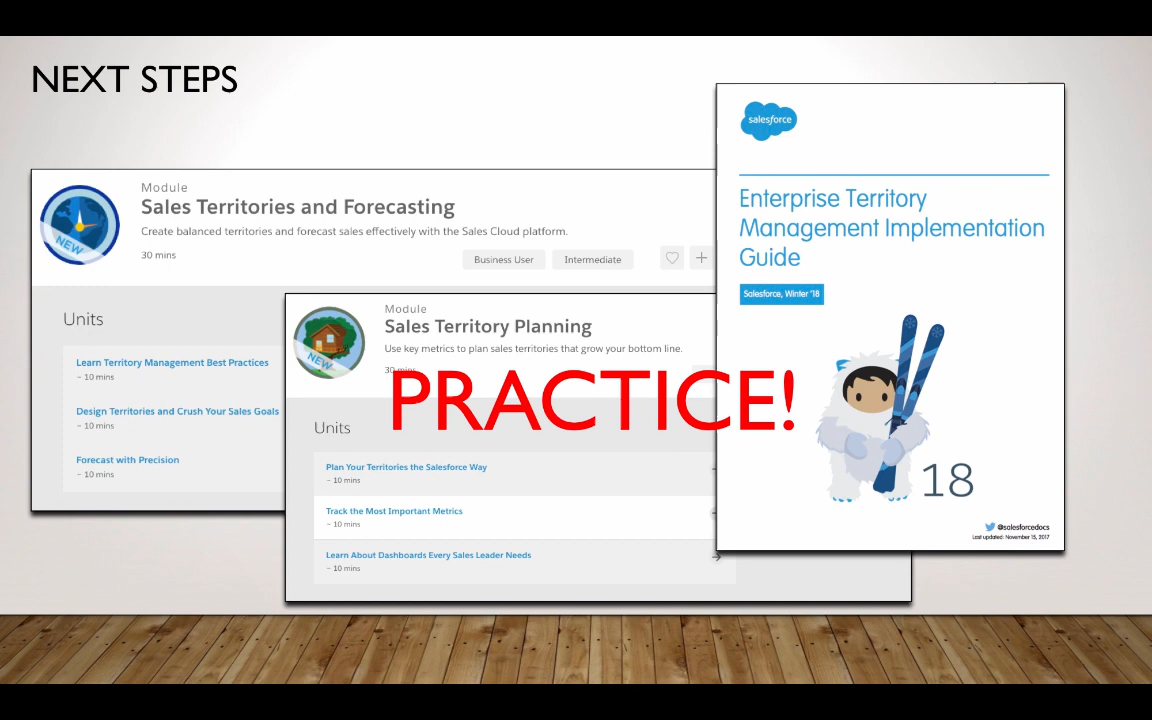 NEXT STEPS
Module
Sales Territories and Forecasting
Create balanced territories and forecast sales effectively with the Sales Cloud platform.
30 mins
Business User
Intermediate
NEW
Units
Learn Territory Management Best Practices
~ 10 mins
Design Territories and Crush Your Sales Goals
~ 10 mins
Forecast with Precision
~ 10 mins
Module
Sales Territory Planning
Use key metrics to plan sales territories that grow your bottom line.
30 mins
NEW
PRACTICE!
Units
Plan Your Territories the Salesforce Way
~ 10 mins
Track the Most Important Metrics
~ 10 mins
Learn About Dashboards Every Sales Leader Needs
~ 10 mins
salesforce
Enterprise Territory
Management Implementation
Guide
Salesforce, Winter '18
18
@salesforcedocs
Last updated: November 15, 2017